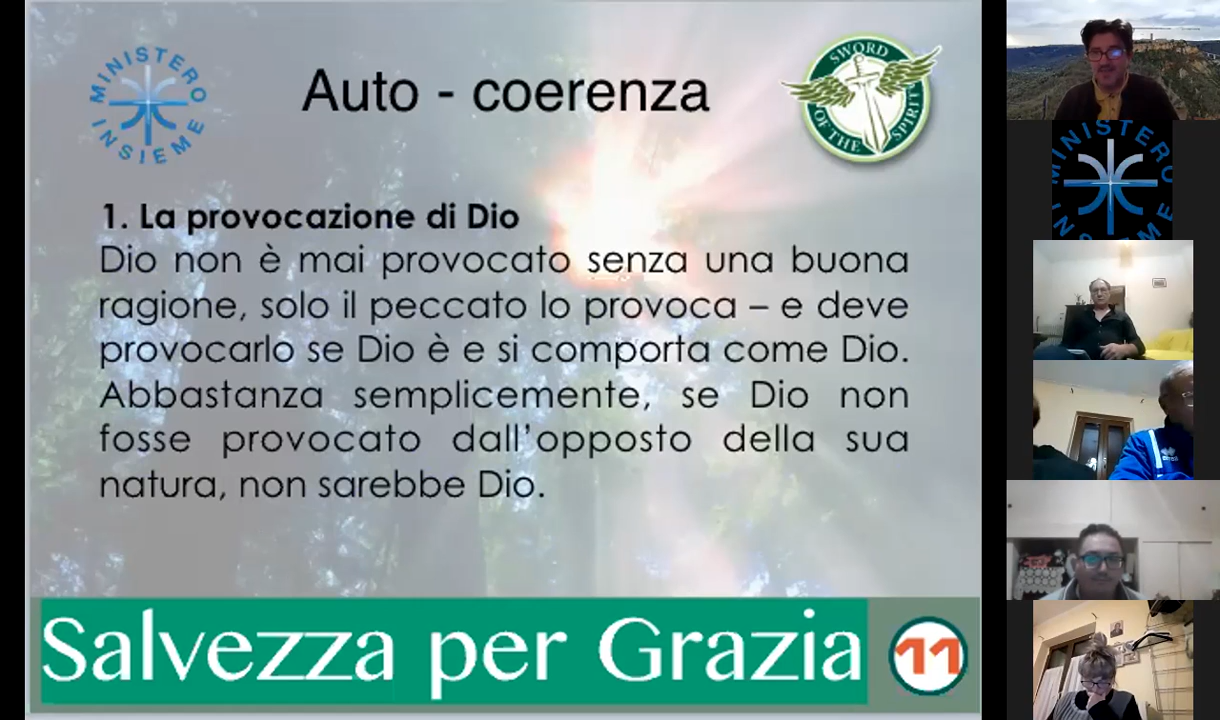 MINISTERO
INSIEME
Auto - coerenza
SWORD
OF THE SPIRIT
1. La provocazione di Dio
Dio non è mai provocato senza una buona
ragione, solo il peccato lo provoca – e deve
provocarlo se Dio è e si comporta come Dio.
Abbastanza semplicemente, se Dio non
fosse provocato dall’opposto della sua
natura, non sarebbe Dio.
Salvezza per Grazia
11
MINISTERO